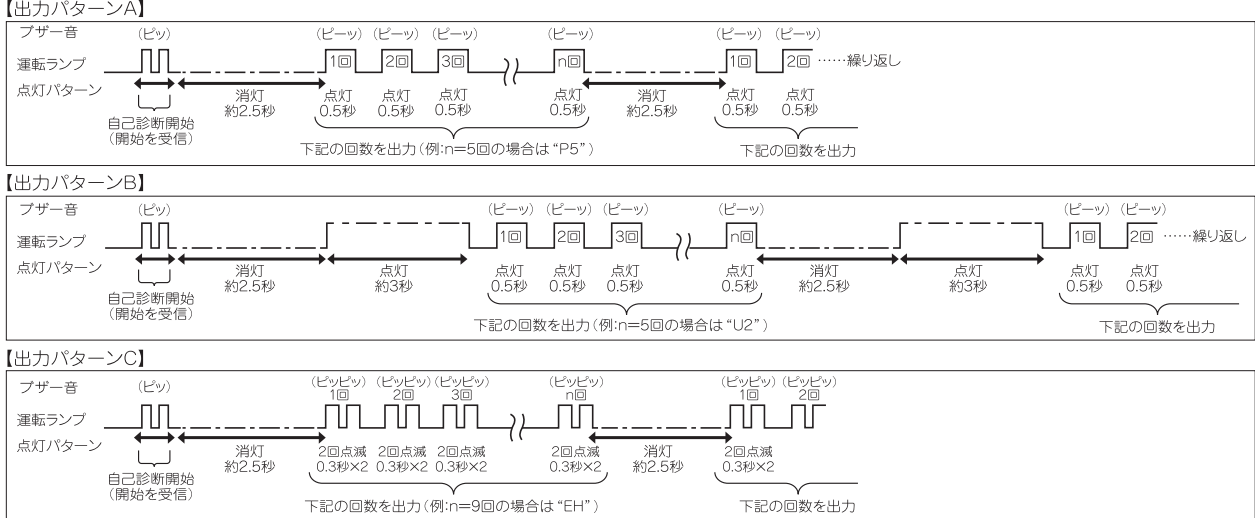 【出力パターンA】
ブザー音 (ピッ) (ピーッ) (ピーッ) (ピーッ) (ピーッ) (ピーッ) (ピーッ)
運転ランプ 1回 2回 3回 n回 1回 2回 ……繰り返し
点灯パターン 消灯 点灯 点灯 点灯 点灯 消灯 点灯 点灯
約2.5秒 0.5秒 0.5秒 0.5秒 0.5秒 約2.5秒 0.5秒 0.5秒
自己診断開始
(開始を受信)
下記の回数を出力(例:n=5回の場合は“P5”) 下記の回数を出力
【出力パターンB】
ブザー音 (ピッ) (ピーッ) (ピーッ) (ピーッ) (ピーッ) (ピーッ) (ピーッ)
運転ランプ 1回 2回 3回 n回 1回 2回 ……繰り返し
点灯パターン 消灯 点灯 点灯 点灯 点灯 点灯 消灯 点灯 点灯 点灯
約2.5秒 約3秒 0.5秒 0.5秒 0.5秒 0.5秒 約2.5秒 約3秒 0.5秒 0.5秒
自己診断開始
(開始を受信)
下記の回数を出力(例:n=5回の場合は“U2”) 下記の回数を出力
【出力パターンC】
ブザー音 (ピッ) (ピッピッ) (ピッピッ) (ピッピッ) (ピッピッ) (ピッピッ) (ピッピッ)
1回 2回 3回 n回 1回 2回
運転ランプ
点灯パターン 消灯 2回点滅 2回点滅 2回点滅 2回点滅 消灯 2回点滅
約2.5秒 0.3秒×2 0.3秒×2 0.3秒×2 0.3秒×2 約2.5秒 0.3秒×2
自己診断開始
(開始を受信)
下記の回数を出力(例:n=9回の場合は“EH”) 下記の回数を出力